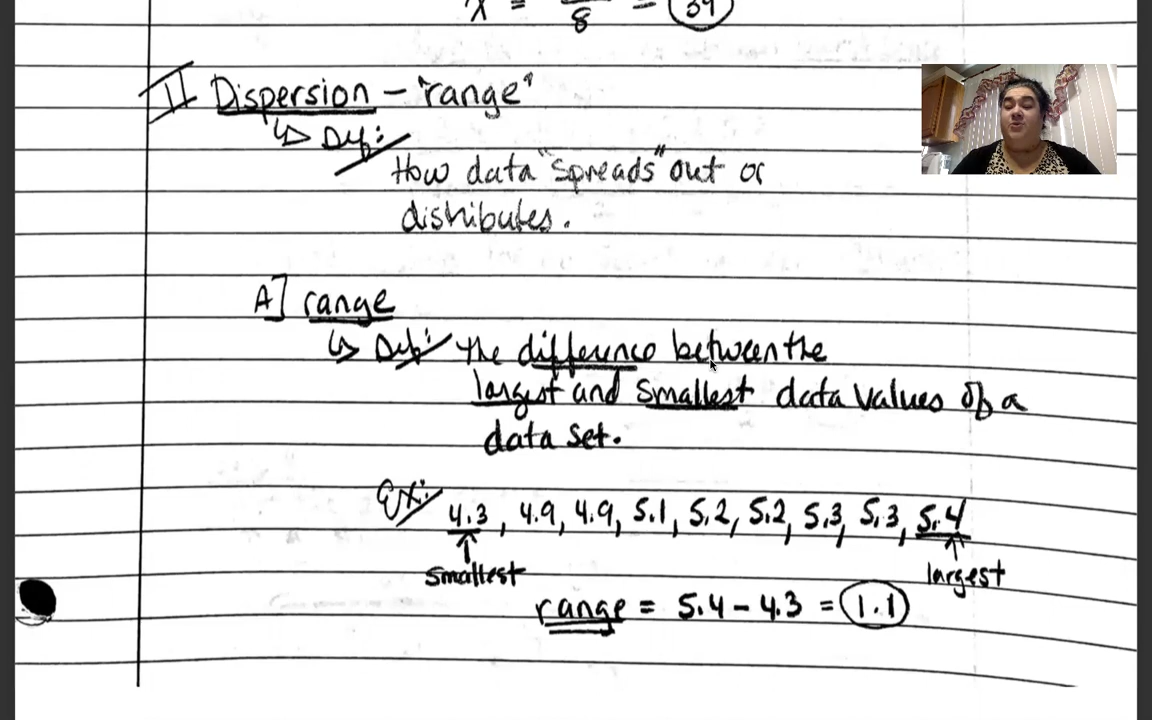 x̄ = 8 = 39
II Dispersion - "range"
↳ Def:
How data "spreads" out or
distributes.
A] range
↳ Def: the difference between the
largest and smallest data values of a
data set.
Ex: 4.3, 4.9, 4.9, 5.1, 5.2, 5.2, 5.3, 5.3, 5.4
smallest largest
range = 5.4 - 4.3 = 1.1